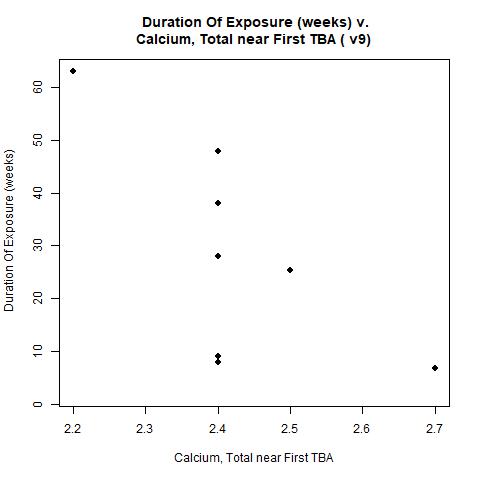 Duration Of Exposure (weeks) v.
Calcium, Total near First TBA ( v9)
Duration Of Exposure (weeks)
60
50
40
30
20
10
0
2.2 2.3 2.4 2.5 2.6 2.7
Calcium, Total near First TBA